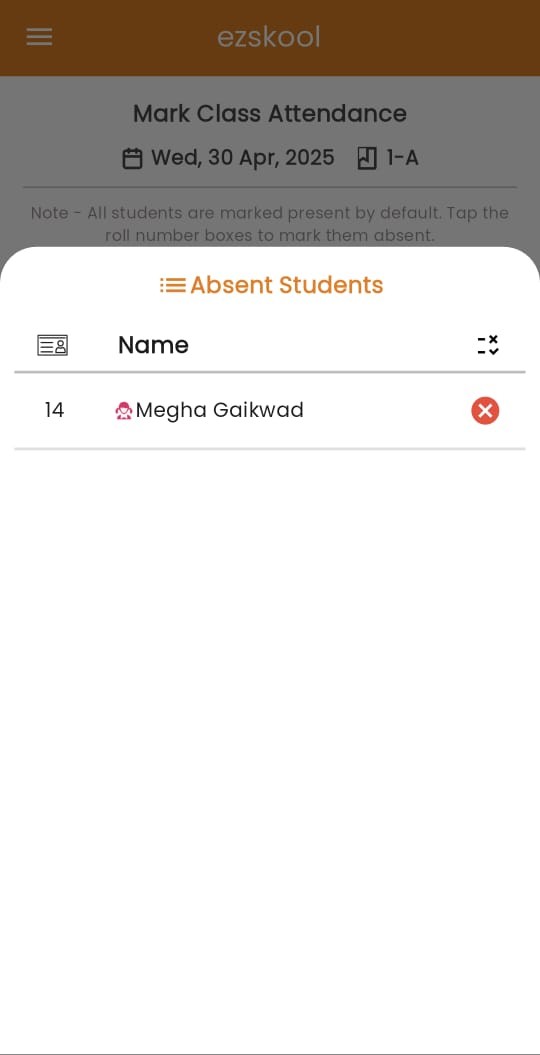 ezskool
Mark Class Attendance
Wed, 30 Apr, 2025 1-A
Note - All students are marked present by default. Tap the
roll number boxes to mark them absent.
Absent Students
Name
14 Megha Gaikwad